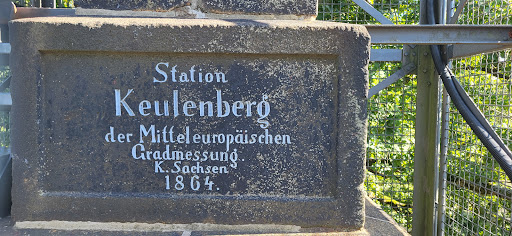 Station
Keulenberg
der Mitteleuropäischen
Gradmessung.
K. Sachsen
1864.